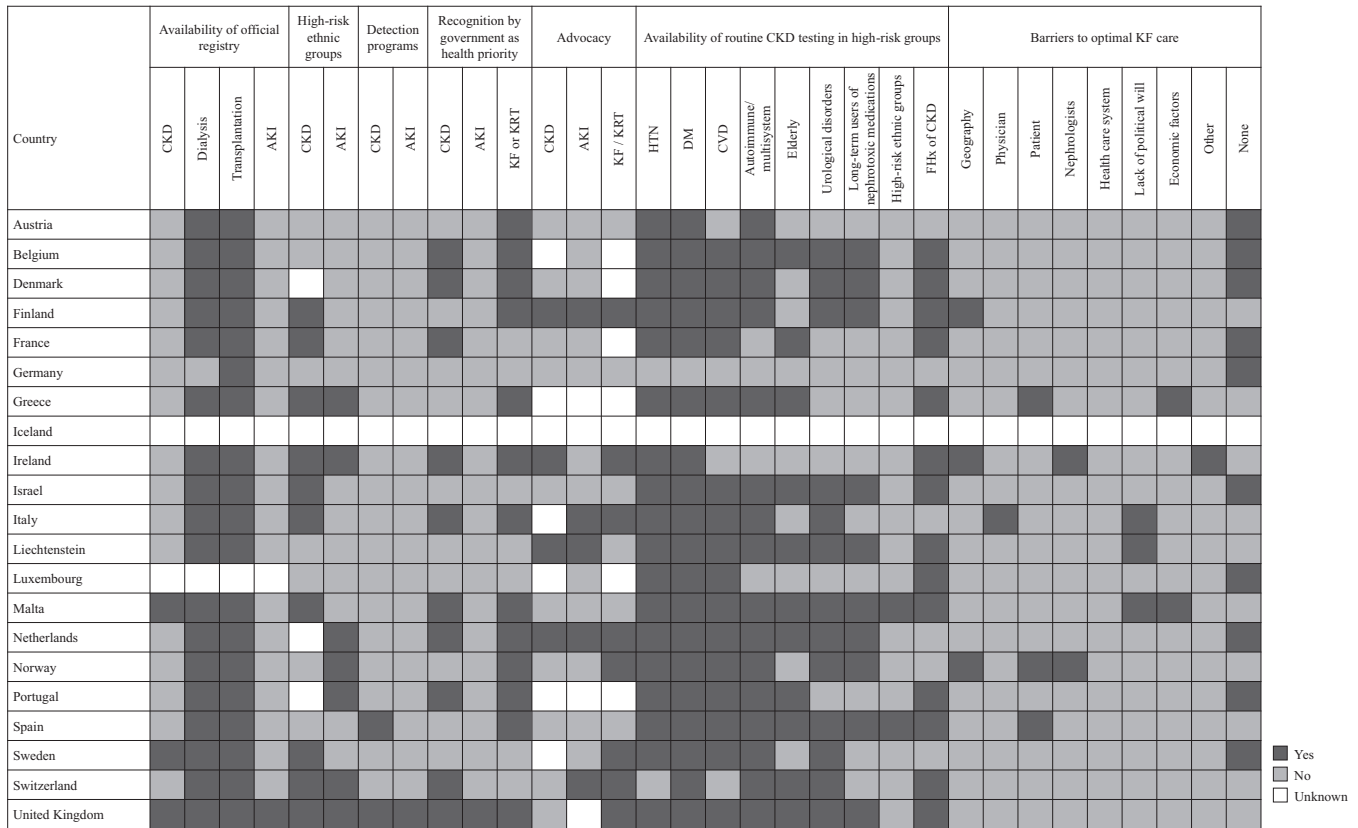 Country
Availability of official
registry
High-risk
ethnic
groups
Detection
programs
Recognition by
government as
health priority
Advocacy
Availability of routine CKD testing in high-risk groups
Barriers to optimal KF care
CKD
Dialysis
Transplantation
AKI
CKD
AKI
CKD
AKI
CKD
AKI
KF or KRT
CKD
AKI
KF / KRT
HTN
DM
CVD
Autoimmune/
multisystem
Elderly
Urological disorders
Long-term users of
nephrotoxic medications
High-risk ethnic groups
FHx of CKD
Geography
Physician
Patient
Nephrologists
Health care system
Lack of political will
Economic factors
Other
None
Austria
Belgium
Denmark
Finland
France
Germany
Greece
Iceland
Ireland
Israel
Italy
Liechtenstein
Luxembourg
Malta
Netherlands
Norway
Portugal
Spain
Sweden
Switzerland
United Kingdom
Yes
No
Unknown